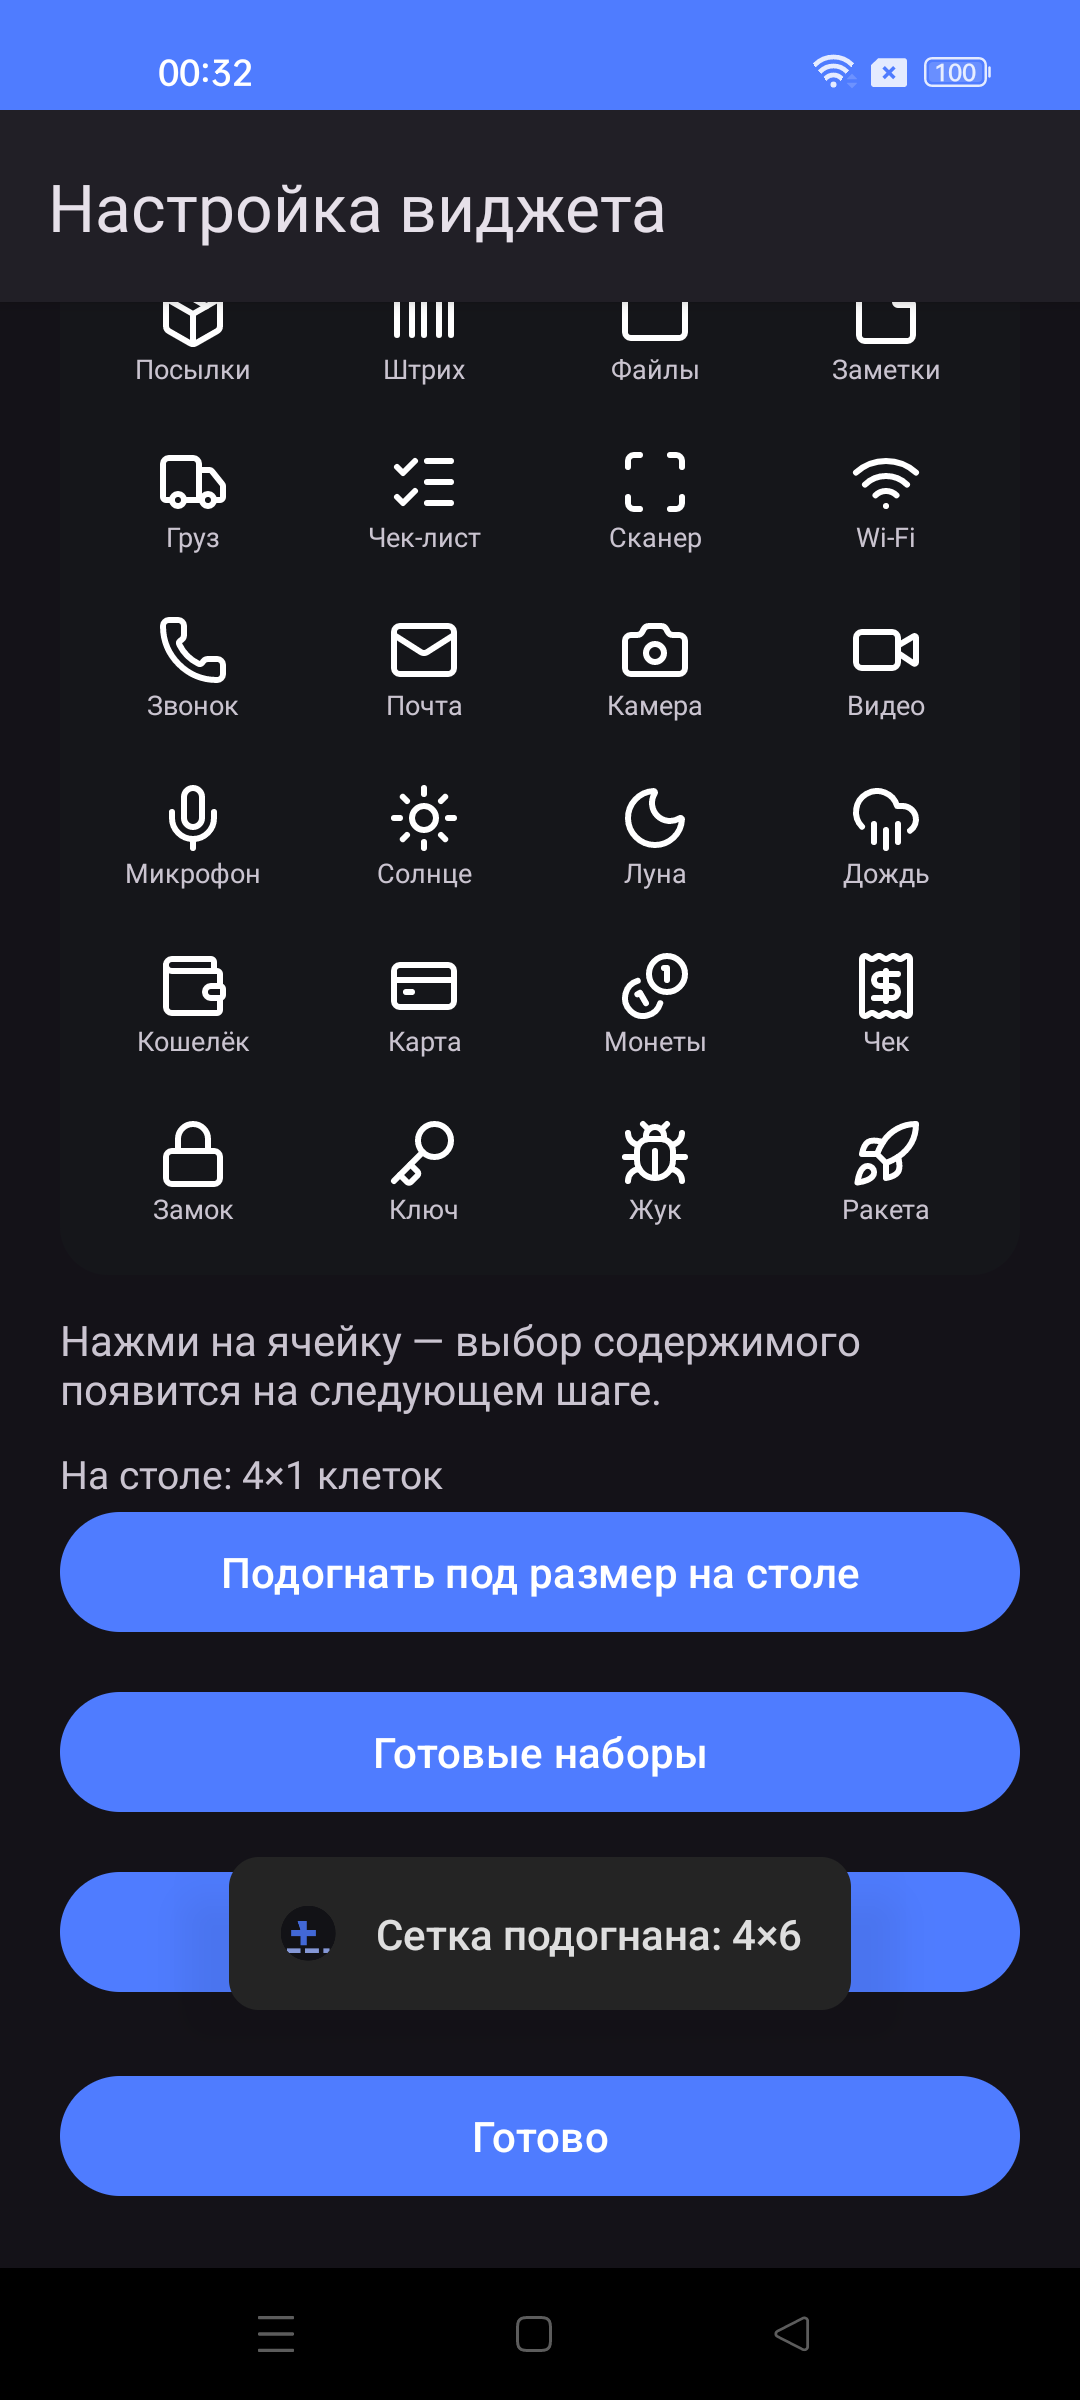 00:32
100
Настройка виджета
Посылки Штрих Файлы Заметки
Груз Чек-лист Сканер Wi-Fi
Звонок Почта Камера Видео
Микрофон Солнце Луна Дождь
Кошелёк Карта Монеты Чек
Замок Ключ Жук Ракета
Нажми на ячейку — выбор содержимого
появится на следующем шаге.
На столе: 4×1 клеток
Подогнать под размер на столе
Готовые наборы
Сетка подогнана: 4×6
Готово